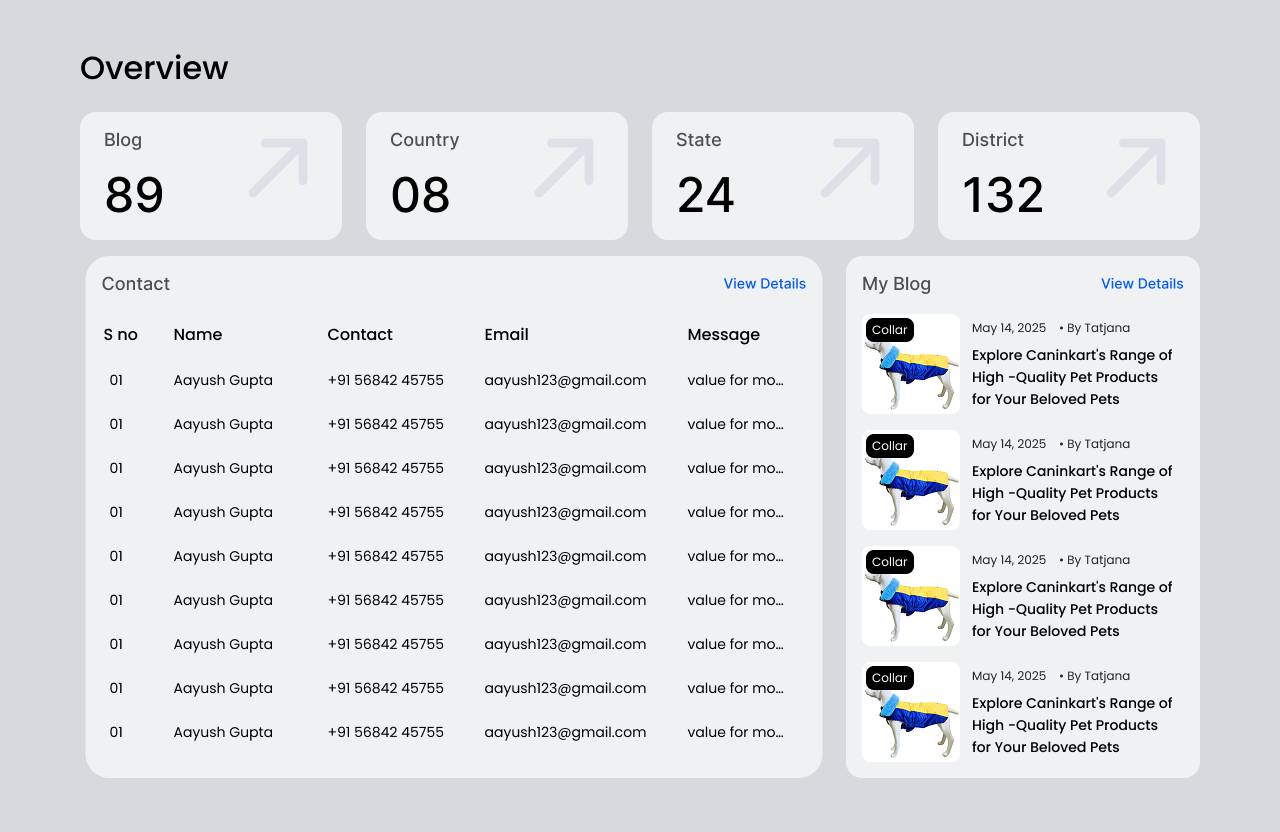 Overview
Blog
89
Country
08
State
24
District
132
Contact
View Details
S no Name Contact Email Message
01 Aayush Gupta +91 56842 45755 aayush123@gmail.com value for mo...
01 Aayush Gupta +91 56842 45755 aayush123@gmail.com value for mo...
01 Aayush Gupta +91 56842 45755 aayush123@gmail.com value for mo...
01 Aayush Gupta +91 56842 45755 aayush123@gmail.com value for mo...
01 Aayush Gupta +91 56842 45755 aayush123@gmail.com value for mo...
01 Aayush Gupta +91 56842 45755 aayush123@gmail.com value for mo...
01 Aayush Gupta +91 56842 45755 aayush123@gmail.com value for mo...
01 Aayush Gupta +91 56842 45755 aayush123@gmail.com value for mo...
01 Aayush Gupta +91 56842 45755 aayush123@gmail.com value for mo...
My Blog
View Details
Collar
May 14, 2025 • By Tatjana
Explore Caninkart's Range of
High -Quality Pet Products
for Your Beloved Pets
Collar
May 14, 2025 • By Tatjana
Explore Caninkart's Range of
High -Quality Pet Products
for Your Beloved Pets
Collar
May 14, 2025 • By Tatjana
Explore Caninkart's Range of
High -Quality Pet Products
for Your Beloved Pets
Collar
May 14, 2025 • By Tatjana
Explore Caninkart's Range of
High -Quality Pet Products
for Your Beloved Pets